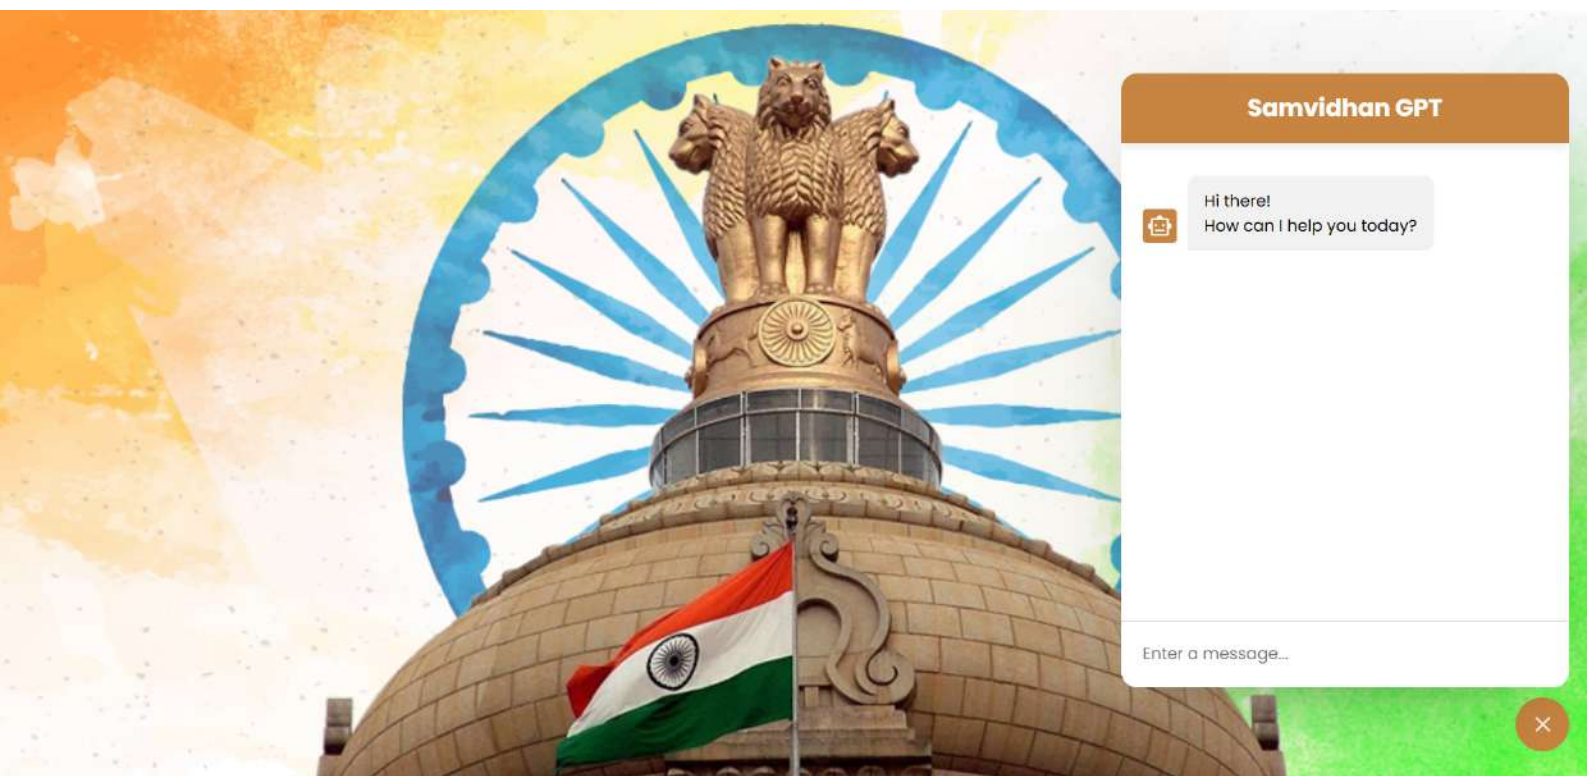 Samvidhan GPT
Hi there!
How can I help you today?
Enter a message...